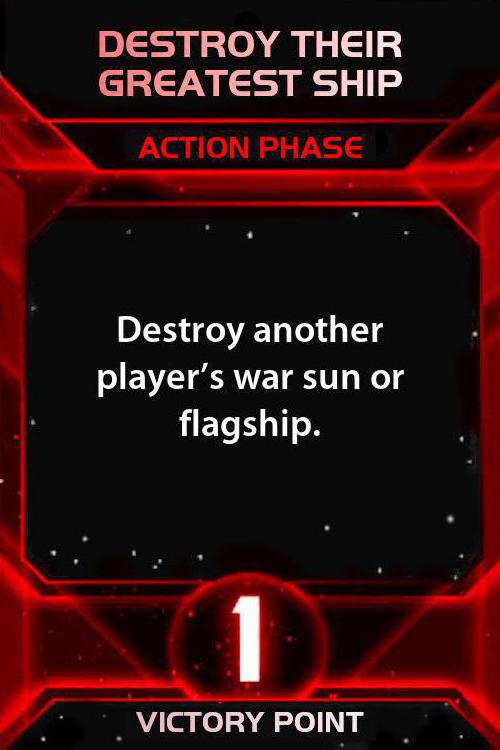 DESTROY THEIR
GREATEST SHIP
ACTION PHASE
Destroy another
player’s war sun or
flagship.
1
VICTORY POINT